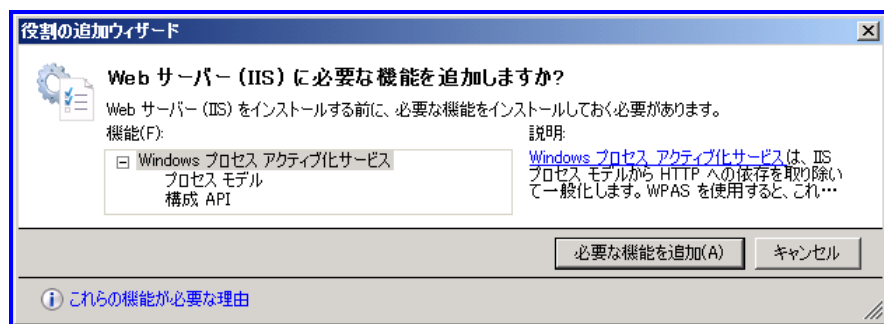 役割の追加ウィザード
Web サーバー (IIS) に必要な機能を追加しますか?
Web サーバー (IIS) をインストールする前に、必要な機能をインストールしておく必要があります。
機能(F):
Windows プロセス アクティブ化サービス
プロセス モデル
構成 API
説明:
Windows プロセス アクティブ化サービスは、IIS
プロセス モデルから HTTP への依存を取り除い
て一般化します。WPAS を使用すると、これ…
必要な機能を追加(A)
キャンセル
これらの機能が必要な理由